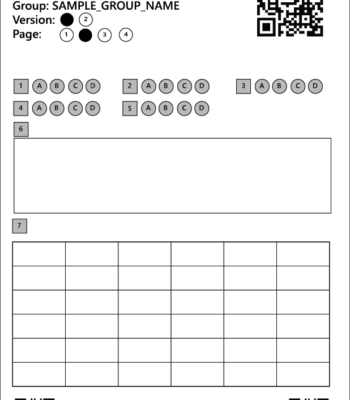 Group: SAMPLE_GROUP_NAME
Version: 2
Page: 1 3 4
1 A B C D 2 A B C D 3 A B C D
4 A B C D 5 A B C D
6
7